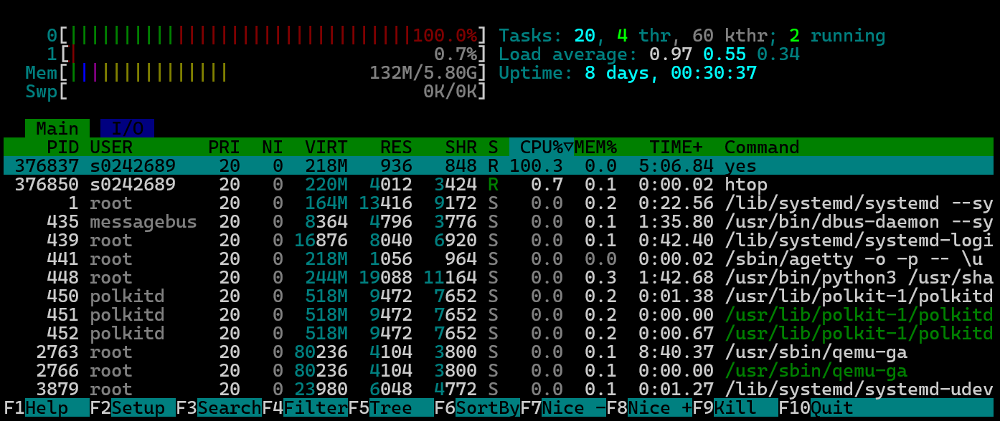 0[||||||||||||||||||||||||||||||||100.0%] Tasks: 20, 4 thr, 60 kthr; 2 running
1[| 0.7%] Load average: 0.97 0.55 0.34
Mem[||||||||||||||| 132M/5.80G] Uptime: 8 days, 00:30:37
Swp[ 0K/0K]
Main I/O
PID USER PRI NI VIRT RES SHR S CPU%▽MEM% TIME+ Command
376837 s0242689 20 0 218M 936 848 R 100.3 0.0 5:06.84 yes
376850 s0242689 20 0 220M 4012 3424 R 0.7 0.1 0:00.02 htop
1 root 20 0 164M 13416 9172 S 0.0 0.2 0:22.56 /lib/systemd/systemd --sy
435 messagebus 20 0 8364 4796 3776 S 0.0 0.1 1:35.80 /usr/bin/dbus-daemon --sy
439 root 20 0 16876 8040 6920 S 0.0 0.1 0:42.40 /lib/systemd/systemd-logi
441 root 20 0 218M 1056 964 S 0.0 0.0 0:00.02 /sbin/agetty -o -p -- \u
448 root 20 0 244M 19088 11164 S 0.0 0.3 1:42.68 /usr/bin/python3 /usr/sha
450 polkitd 20 0 518M 9472 7652 S 0.0 0.2 0:01.38 /usr/lib/polkit-1/polkitd
451 polkitd 20 0 518M 9472 7652 S 0.0 0.2 0:00.00 /usr/lib/polkit-1/polkitd
452 polkitd 20 0 518M 9472 7652 S 0.0 0.2 0:00.67 /usr/lib/polkit-1/polkitd
2763 root 20 0 80236 4104 3800 S 0.0 0.1 8:40.37 /usr/sbin/qemu-ga
2766 root 20 0 80236 4104 3800 S 0.0 0.1 0:00.00 /usr/sbin/qemu-ga
3879 root 20 0 23980 6048 4772 S 0.0 0.1 0:01.27 /lib/systemd/systemd-udev
F1Help F2Setup F3SearchF4FilterF5Tree F6SortByF7Nice -F8Nice +F9Kill F10Quit